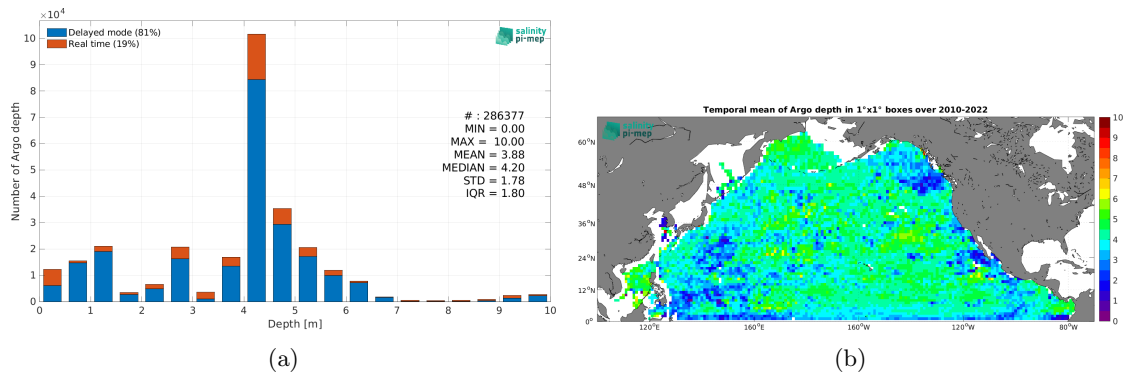 ×10⁴
Delayed mode (81%)
Real time (19%)
salinity
pi-mep
# : 286377
MIN = 0.00
MAX = 10.00
MEAN = 3.88
MEDIAN = 4.20
STD = 1.78
IQR = 1.80
Number of Argo depth
10
9
8
7
6
5
4
3
2
1
0
0 1 2 3 4 5 6 7 8 9 10
Depth [m]
(a)
Temporal mean of Argo depth in 1°x1° boxes over 2010-2022
salinity
pi-mep
60°N
48°N
36°N
24°N
12°N
0°
120°E 160°E 160°W 120°W 80°W
10
9
8
7
6
5
4
3
2
1
0
(b)